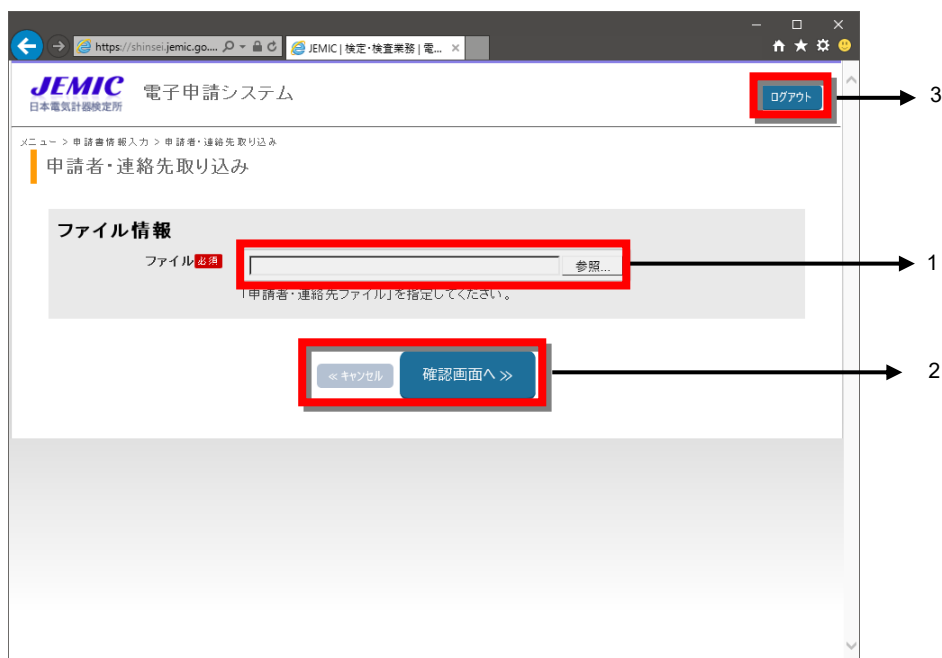 https://shinsei.jemic.go.... JEMIC | 検定・検査業務 | 電...
JEMIC
日本電気計器検定所
電子申請システム
ログアウト
3
メニュー > 申請書情報入力 > 申請者・連絡先取り込み
申請者・連絡先取り込み
ファイル情報
ファイル 必須
参照...
1
「申請者・連絡先ファイル」を指定してください。
≪ キャンセル 確認画面へ ≫
2